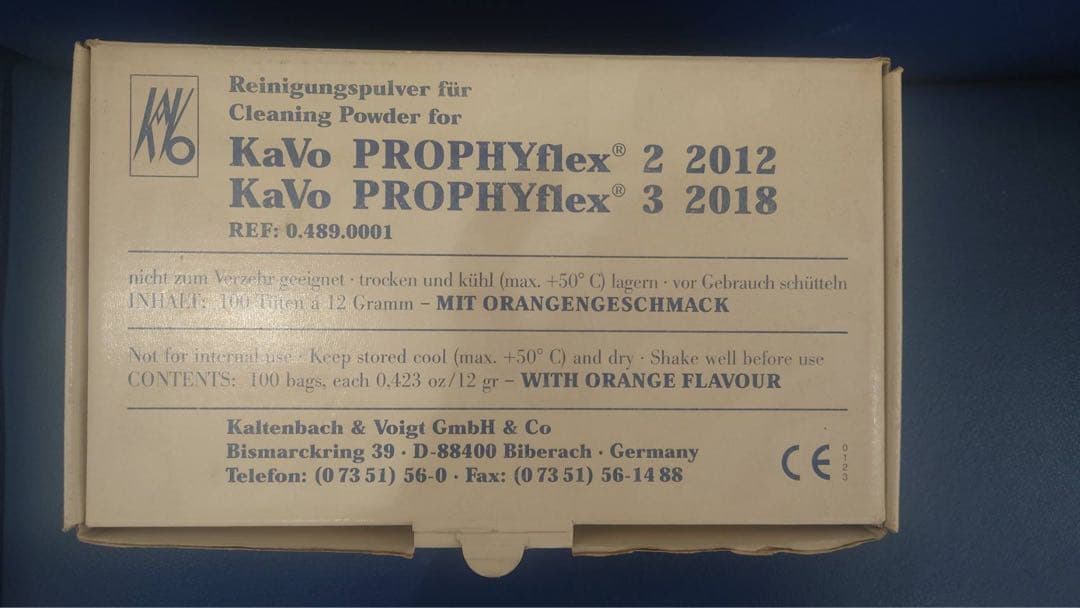 KAVO
Reinigungspulver für
Cleaning Powder for
KaVo PROPHYflex® 2 2012
KaVo PROPHYflex® 3 2018
REF: 0.489.0001
nicht zum Verzehr geeignet · trocken und kühl (max. +50° C) lagern · vor Gebrauch schütteln
INHALT: 100 Tüten à 12 Gramm – MIT ORANGENGESCHMACK
Not for internal use · Keep stored cool (max. +50° C) and dry · Shake well before use
CONTENTS: 100 bags, each 0,423 oz/12 gr – WITH ORANGE FLAVOUR
Kaltenbach & Voigt GmbH & Co
Bismarckring 39 · D-88400 Biberach · Germany
Telefon: (0 73 51) 56-0 · Fax: (0 73 51) 56-14 88
CE 0123